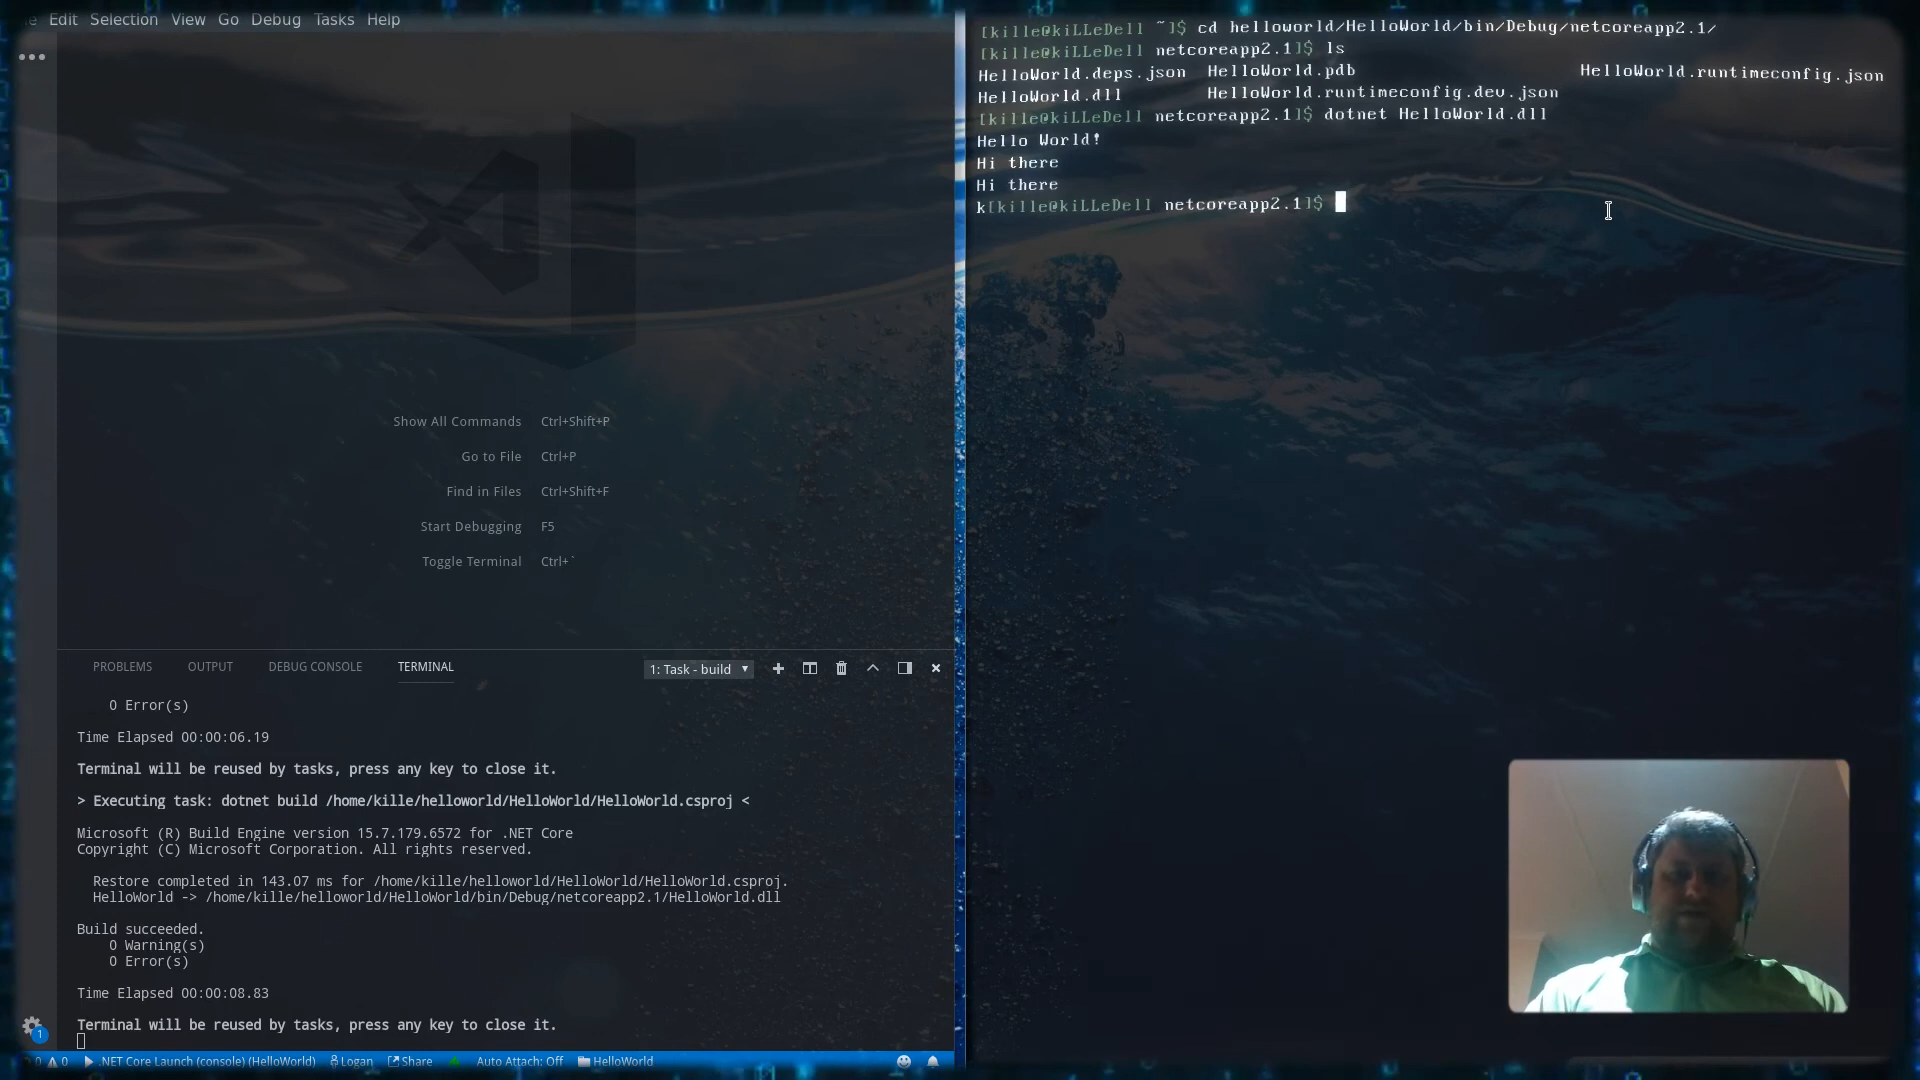 Edit Selection View Go Debug Tasks Help
Show All Commands Ctrl+Shift+P
Go to File Ctrl+P
Find in Files Ctrl+Shift+F
Start Debugging F5
Toggle Terminal Ctrl+`
PROBLEMS OUTPUT DEBUG CONSOLE TERMINAL 1: Task - build
0 Error(s)
Time Elapsed 00:00:06.19
Terminal will be reused by tasks, press any key to close it.
> Executing task: dotnet build /home/kille/helloworld/HelloWorld/HelloWorld.csproj <
Microsoft (R) Build Engine version 15.7.179.6572 for .NET Core
Copyright (C) Microsoft Corporation. All rights reserved.
Restore completed in 143.07 ms for /home/kille/helloworld/HelloWorld/HelloWorld.csproj.
HelloWorld -> /home/kille/helloworld/HelloWorld/bin/Debug/netcoreapp2.1/HelloWorld.dll
Build succeeded.
0 Warning(s)
0 Error(s)
Time Elapsed 00:00:08.83
Terminal will be reused by tasks, press any key to close it.
1
0 0 .NET Core Launch (console) (HelloWorld) Logan Share Auto Attach: Off HelloWorld
[kille@kiLLeDell ~]$ cd helloworld/HelloWorld/bin/Debug/netcoreapp2.1/
[kille@kiLLeDell netcoreapp2.1]$ ls
HelloWorld.deps.json HelloWorld.pdb HelloWorld.runtimeconfig.json
HelloWorld.dll HelloWorld.runtimeconfig.dev.json
[kille@kiLLeDell netcoreapp2.1]$ dotnet HelloWorld.dll
Hello World!
Hi there
Hi there
k[kille@kiLLeDell netcoreapp2.1]$